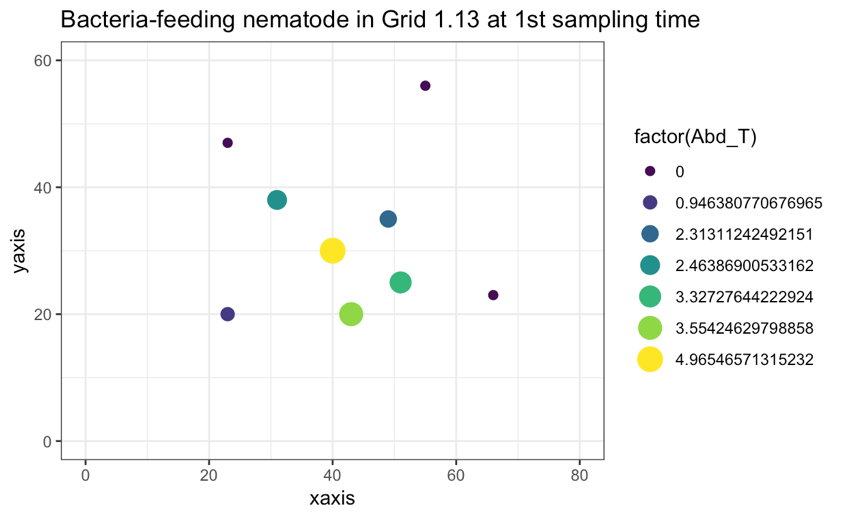 Bacteria-feeding nematode in Grid 1.13 at 1st sampling time
60
40
20
0
yaxis
0 20 40 60 80
xaxis
factor(Abd_T)
0
0.946380770676965
2.31311242492151
2.46386900533162
3.32727644222924
3.55424629798858
4.96546571315232